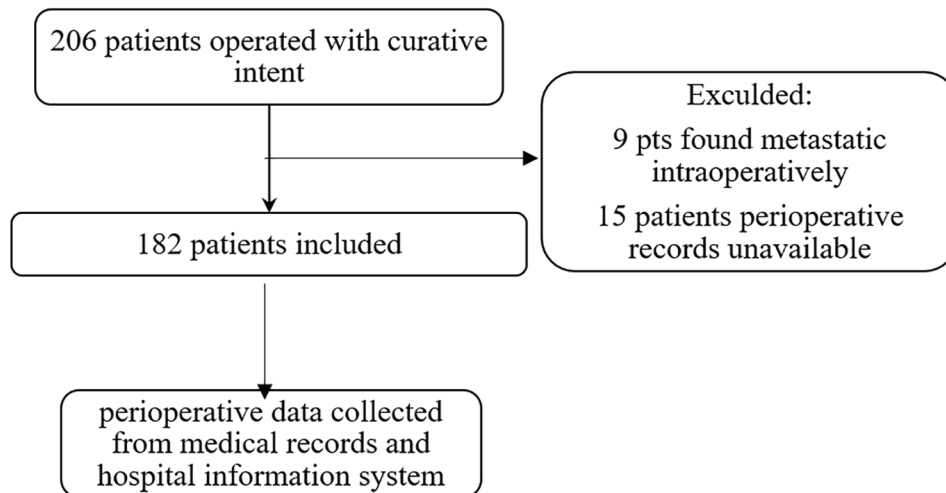 206 patients operated with curative
intent
Exculded:
9 pts found metastatic
intraoperatively
15 patients perioperative
records unavailable
182 patients included
perioperative data collected
from medical records and
hospital information system